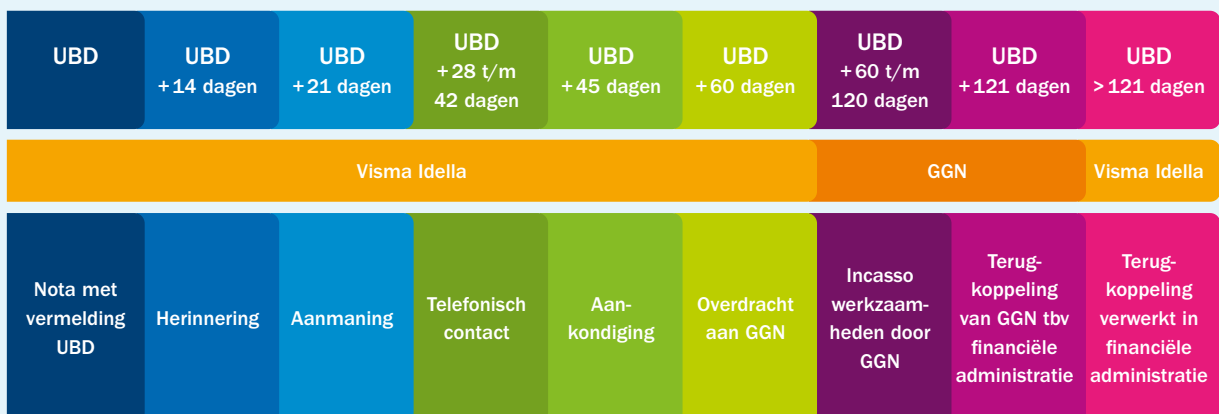 UBD
UBD
+14 dagen
UBD
+21 dagen
UBD
+28 t/m
42 dagen
UBD
+45 dagen
UBD
+60 dagen
UBD
+60 t/m
120 dagen
UBD
+121 dagen
UBD
>121 dagen
Visma Idella
GGN
Visma Idella
Nota met
vermelding
UBD
Herinnering
Aanmaning
Telefonisch
contact
Aan-
kondiging
Overdracht
aan GGN
Incasso
werkzaam-
heden door
GGN
Terug-
koppeling
van GGN tbv
financiële
administratie
Terug-
koppeling
verwerkt in
financiële
administratie